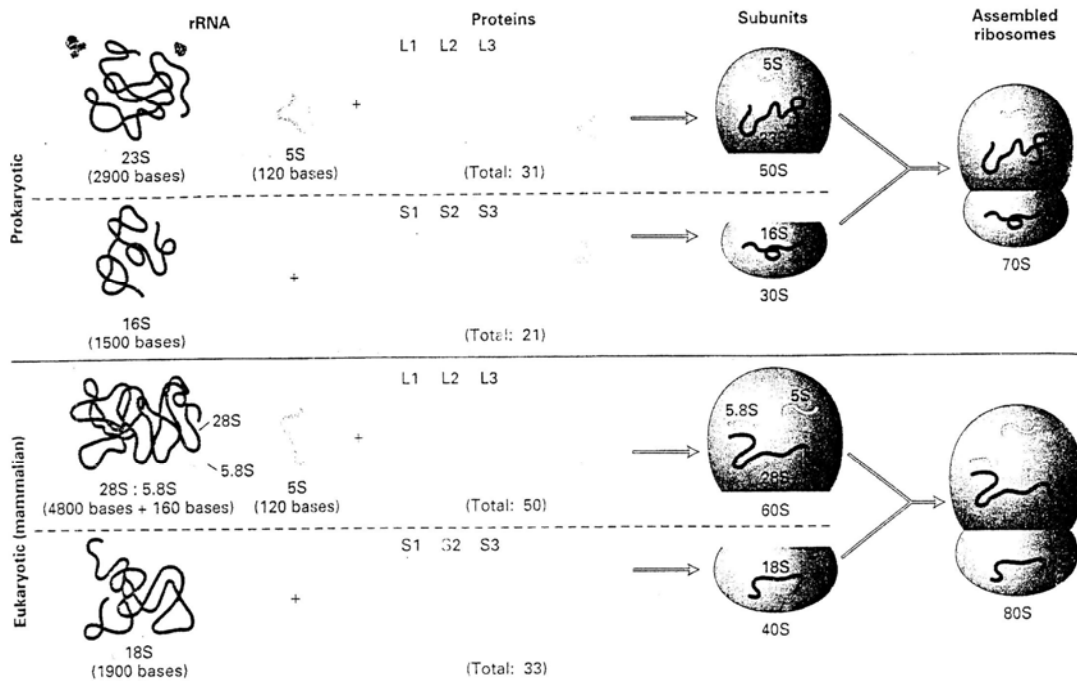 rRNA
Proteins
Subunits
Assembled
ribosomes
Prokaryotic
L1 L2 L3
+
23S
(2900 bases)
5S
(120 bases)
(Total: 31)
5S
50S
S1 S2 S3
+
16S
(1500 bases)
(Total: 21)
16S
30S
70S
Eukaryotic (mammalian)
L1 L2 L3
+
28S
5.8S
28S : 5.8S
(4800 bases + 160 bases)
5S
(120 bases)
(Total: 50)
5.8S
5S
28S
60S
S1 S2 S3
+
18S
(1900 bases)
(Total: 33)
18S
40S
80S